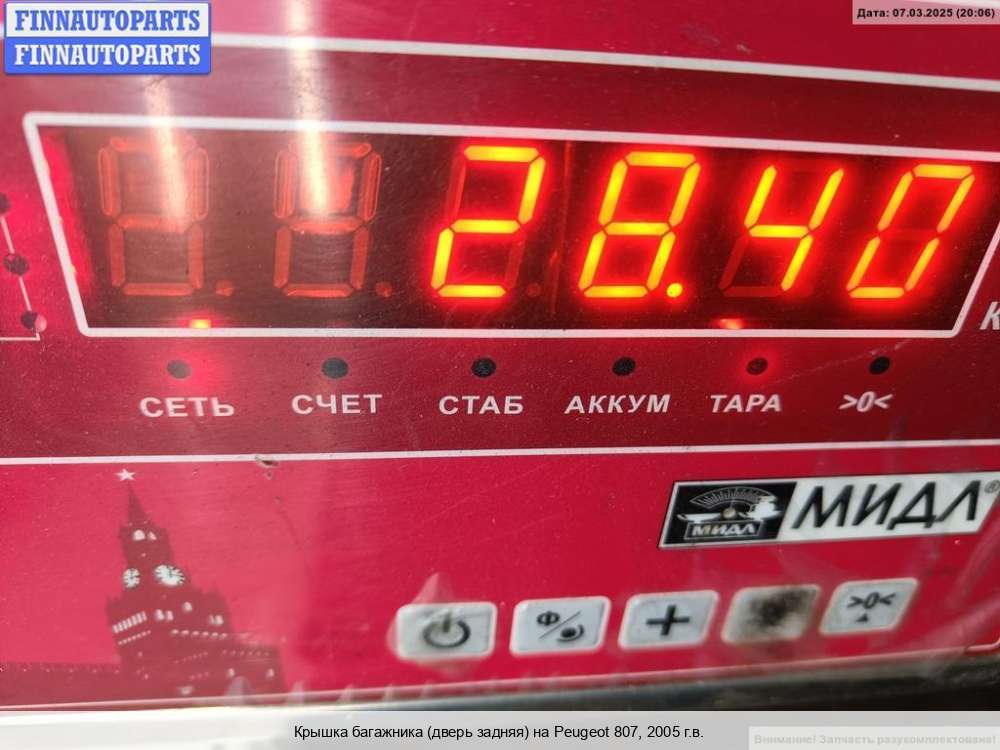 FINNAUTOPARTS
FINNAUTOPARTS
Дата: 07.03.2025 (20:06)
28.40
К
СЕТЬ СЧЕТ СТАБ АККУМ ТАРА >0<
МИДЛ МИДЛ®
Ф >0<
Крышка багажника (дверь задняя) на Peugeot 807, 2005 г.в.
Внимание! Запчасть разукомплектована!